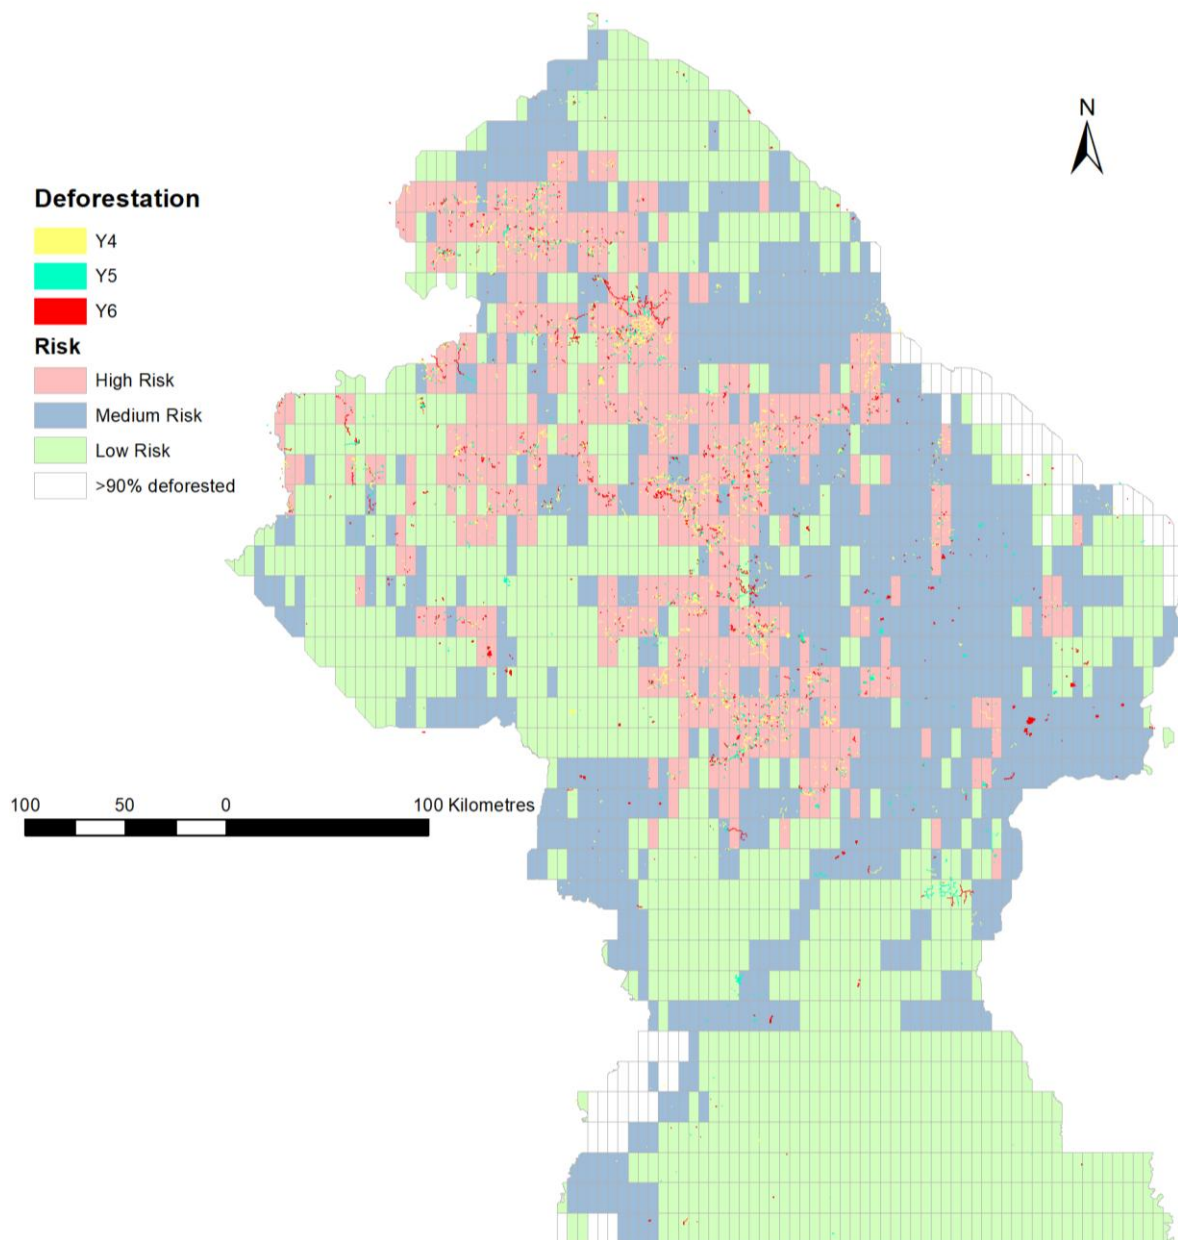 N
Deforestation
Y4
Y5
Y6
Risk
High Risk
Medium Risk
Low Risk
>90% deforested
100 50 0 100 Kilometres